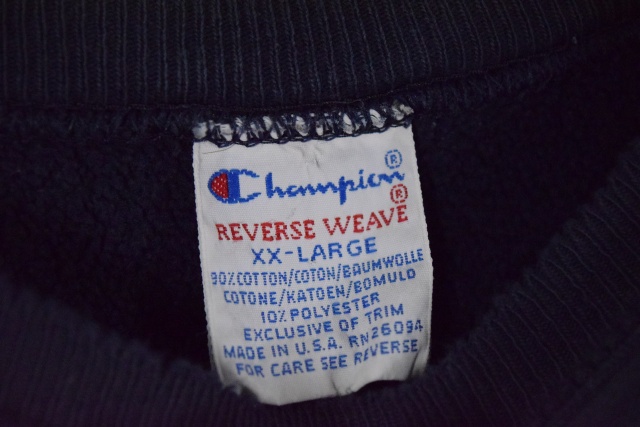 Champion®
REVERSE WEAVE®
XX-LARGE
90%COTTON/COTON/BAUMWOLLE
COTONE/KATOEN/BOMULD
10% POLYESTER
EXCLUSIVE OF TRIM
MADE IN U.S.A. RN26094
FOR CARE SEE REVERSE